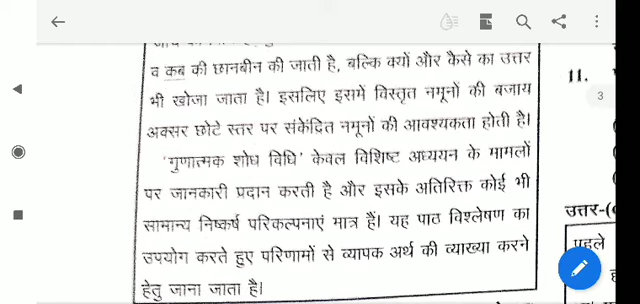 व कब की छानबीन की जाती है, बल्कि क्यों और कैसे का उत्तर
भी खोजा जाता है। इसलिए इसमें विस्तृत नमूनों की बजाय
अक्सर छोटे स्तर पर संकेंदित नमूनों की आवश्यकता होती है।
'गुणात्मक शोध विधि' केवल विशिष्ट अध्ययन के मामलों
पर जानकारी प्रदान करती है और इसके अतिरिक्त कोई भी
सामान्य निष्कर्ष परिकल्पनाएं मात्र हैं। यह पाठ विश्लेषण का
उपयोग करते हुए परिणामों से व्यापक अर्थ की व्याख्या करने
हेतु जाना जाता है।
11.
3
उत्तर-(
पहले